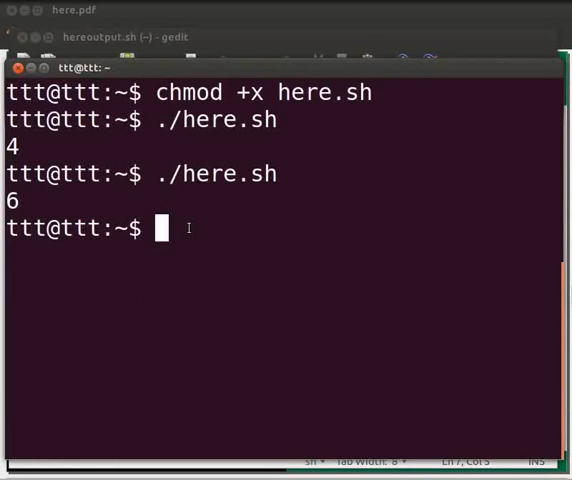 here.pdf
hereoutput.sh (~) - gedit
ttt@ttt: ~
ttt@ttt:~$ chmod +x here.sh
ttt@ttt:~$ ./here.sh
4
ttt@ttt:~$ ./here.sh
6
ttt@ttt:~$
sh Tab Width: 8 Ln 7, Col 5 INS